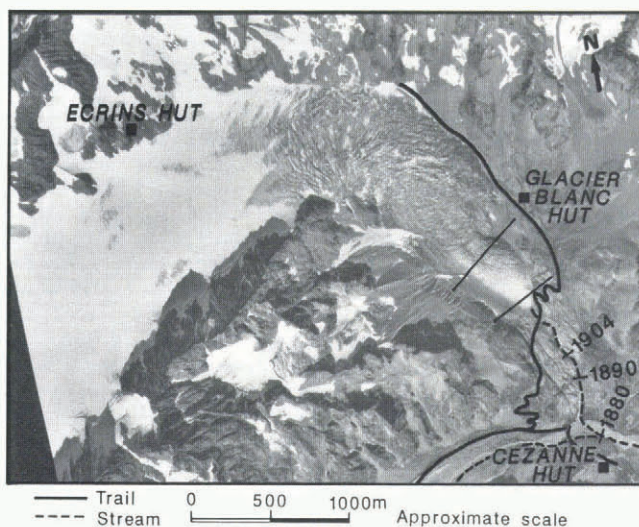 N
ECRINS HUT
GLACIER
BLANC
HUT
1904
1890
1880
CEZANNE
HUT
Trail
Stream
0 500 1000m
Approximate scale